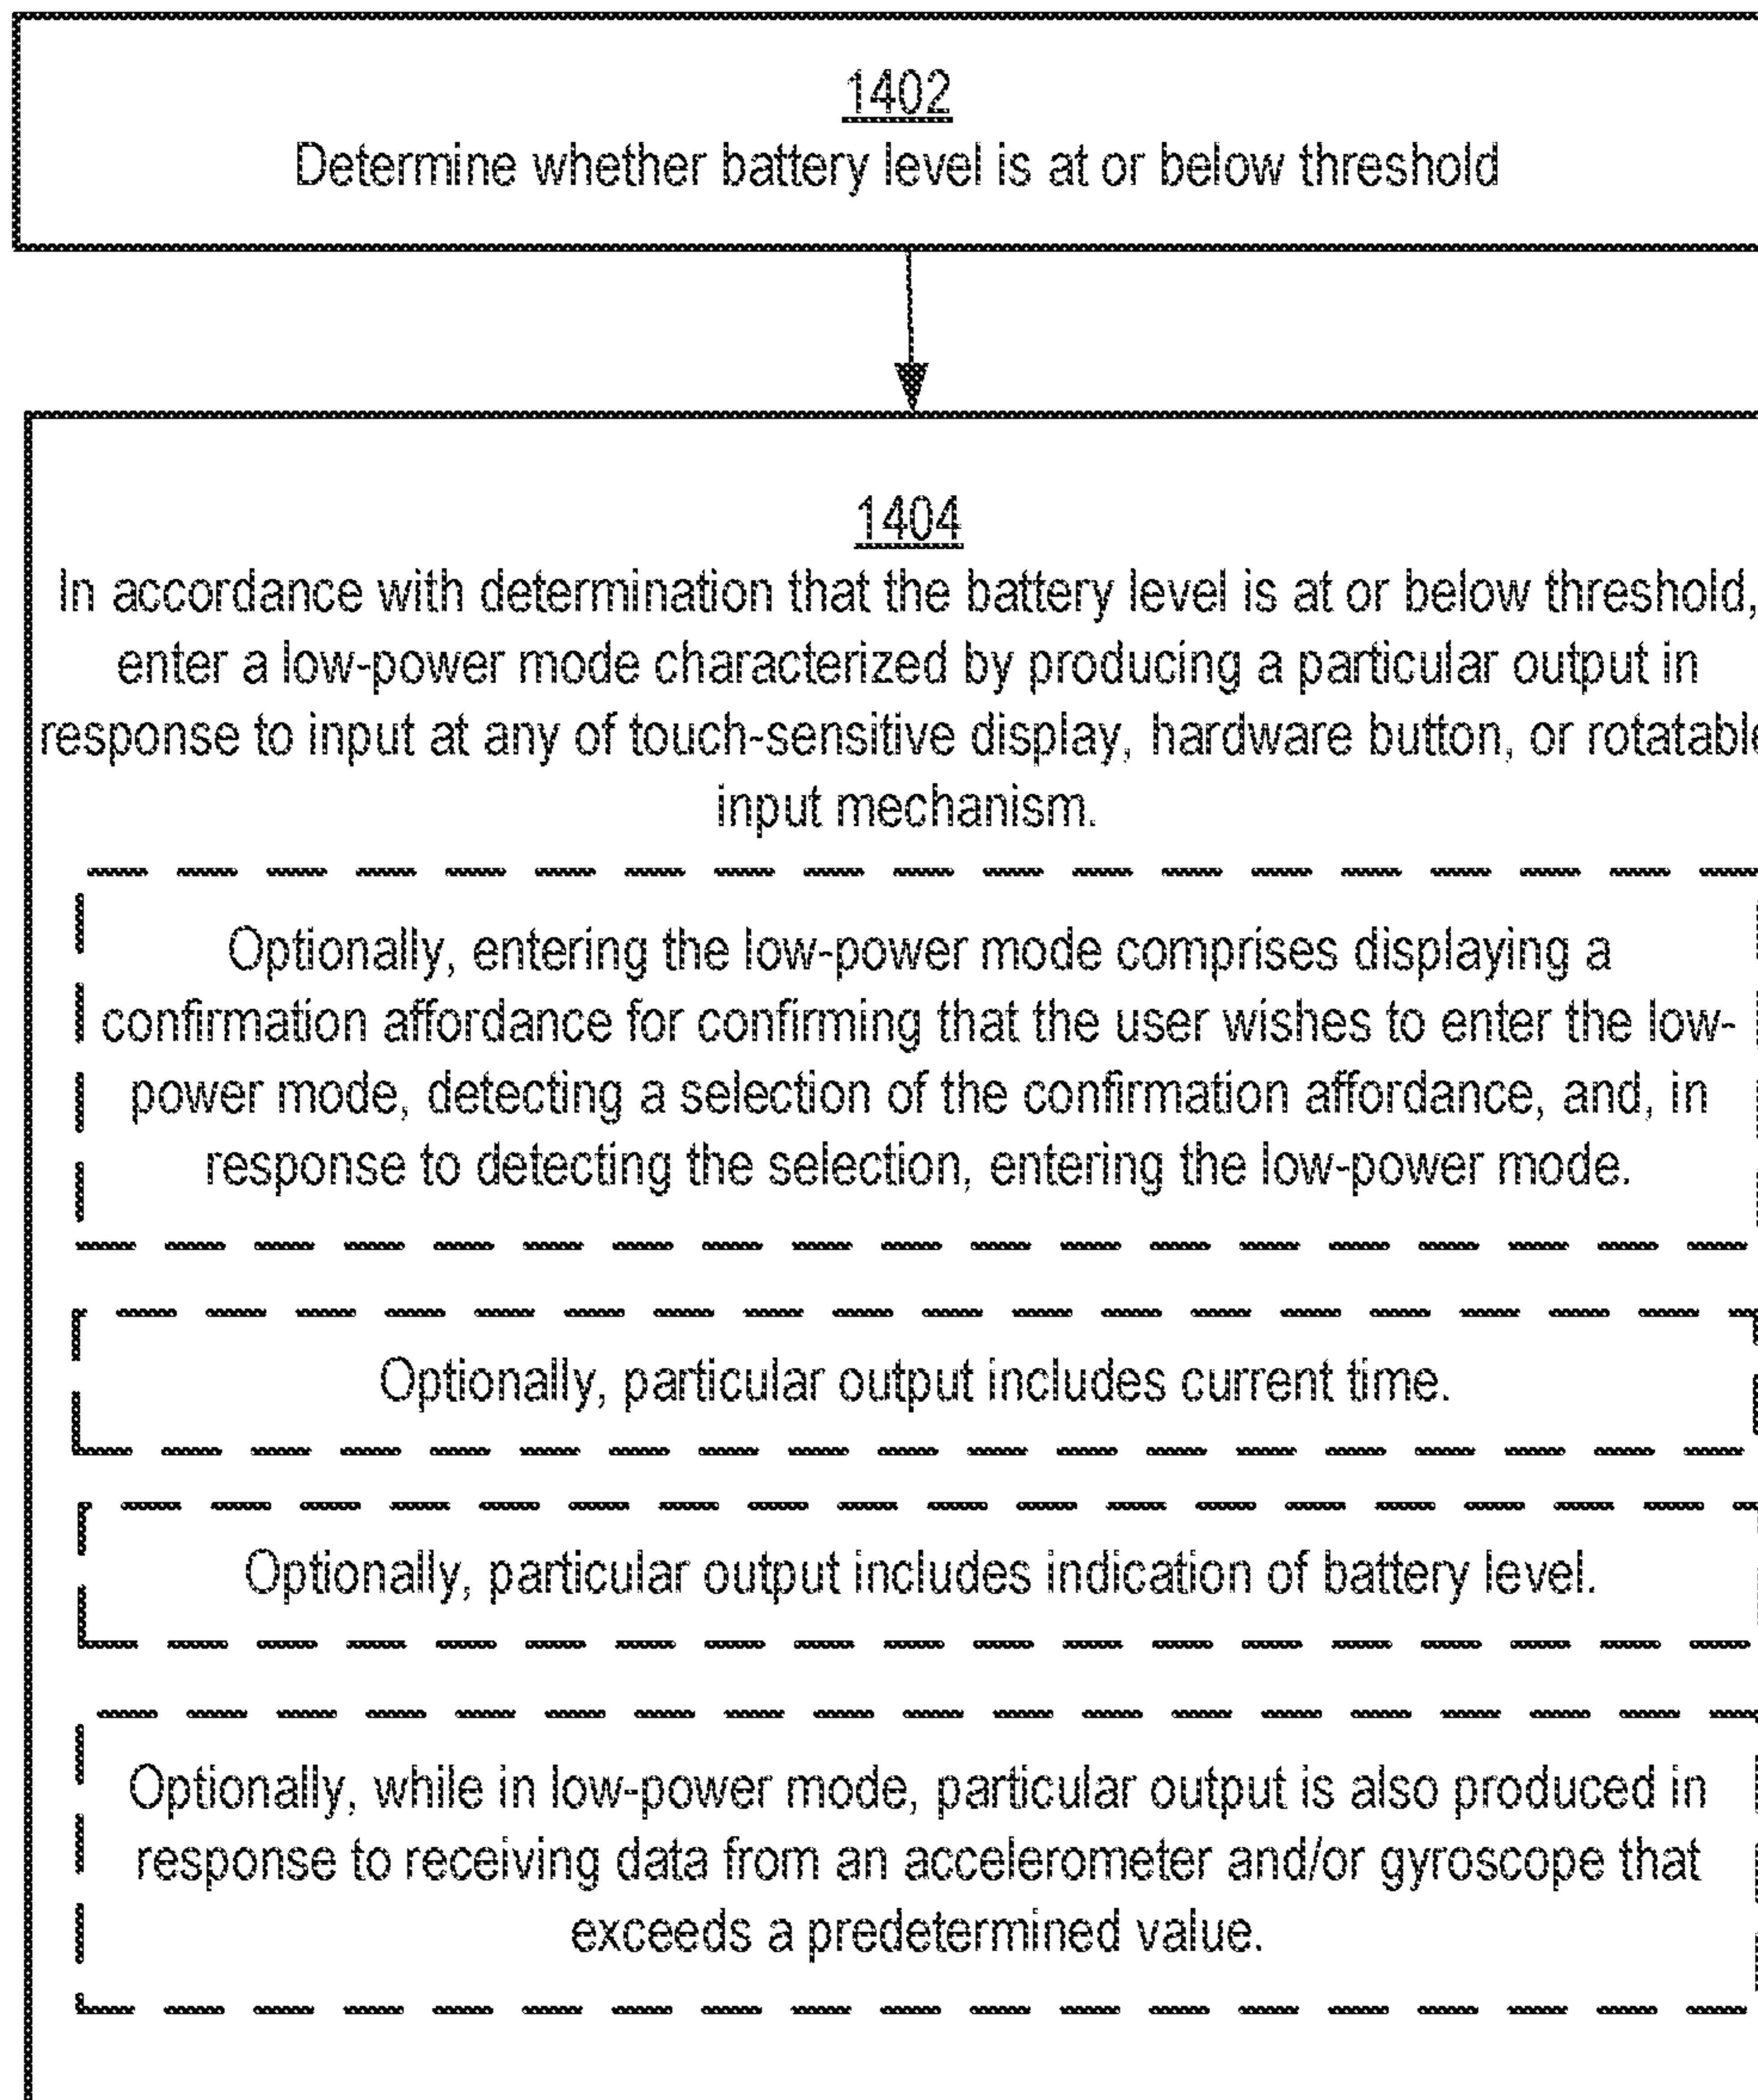 1402
Determine whether battery level is at or below threshold
1404
In accordance with determination that the battery level is at or below threshold,
enter a low-power mode characterized by producing a particular output in
response to input at any of touch-sensitive display, hardware button, or rotatable
input mechanism.
Optionally, entering the low-power mode comprises displaying a
confirmation affordance for confirming that the user wishes to enter the low-
power mode, detecting a selection of the confirmation affordance, and, in
response to detecting the selection, entering the low-power mode.
Optionally, particular output includes current time.
Optionally, particular output includes indication of battery level.
Optionally, while in low-power mode, particular output is also produced in
response to receiving data from an accelerometer and/or gyroscope that
exceeds a predetermined value.